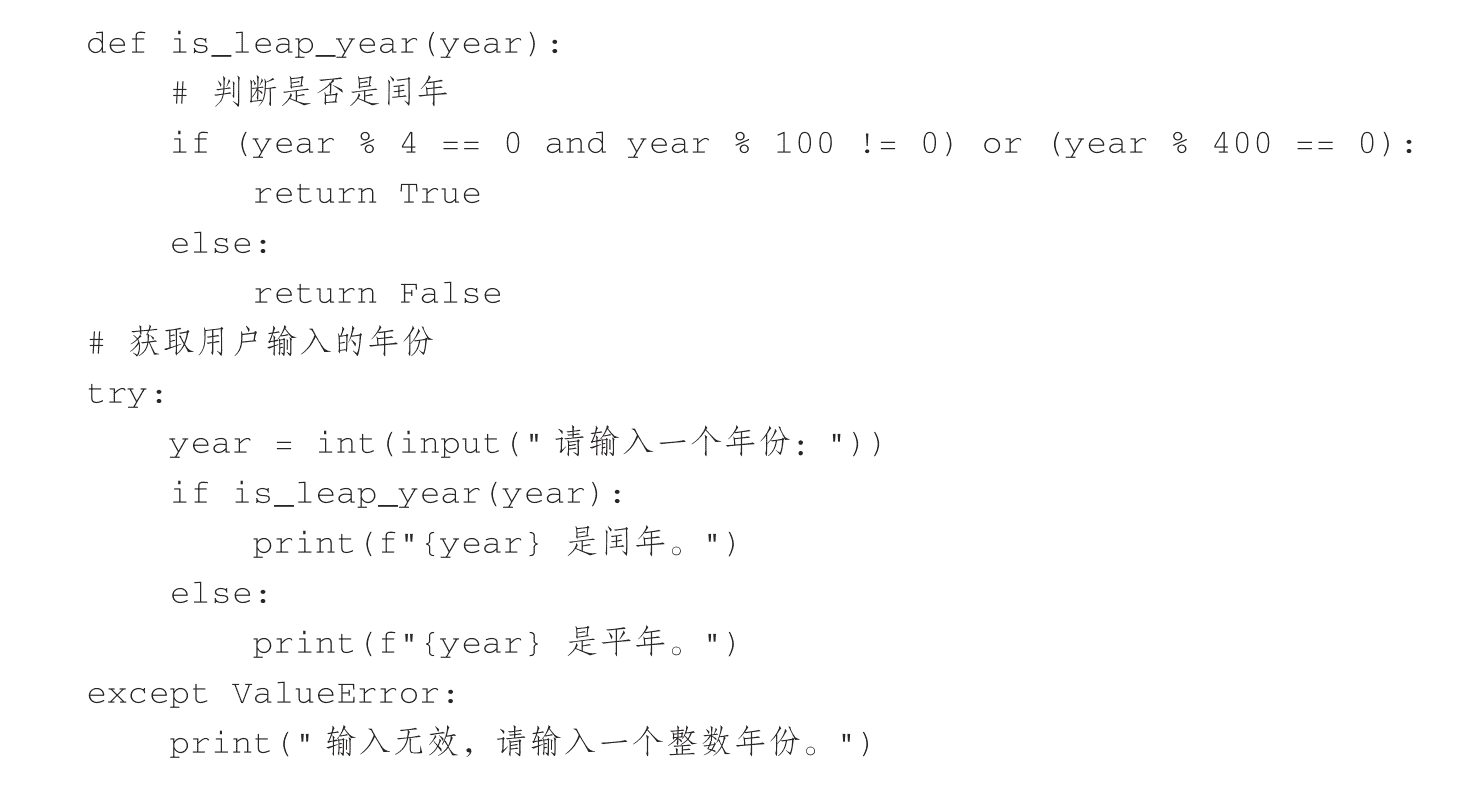 def is_leap_year(year):
    # 判断是否是闰年
    if (year % 4 == 0 and year % 100 != 0) or (year % 400 == 0):
        return True
    else:
        return False
# 获取用户输入的年份
try:
    year = int(input("请输入一个年份："))
    if is_leap_year(year):
        print(f"{year} 是闰年。")
    else:
        print(f"{year} 是平年。")
except ValueError:
    print("输入无效，请输入一个整数年份。")